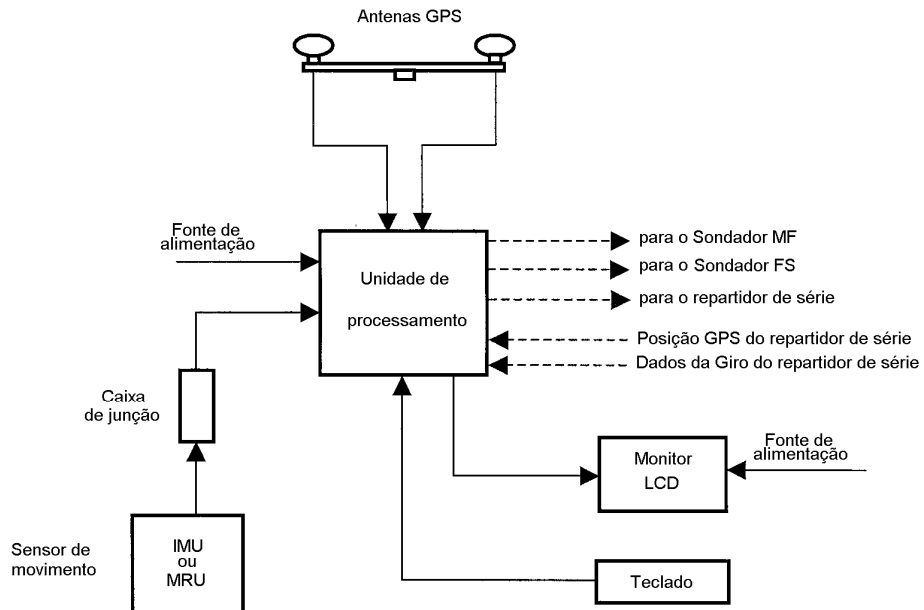 Antenas GPS
Fonte de
alimentação
Unidade de
processamento
para o Sondador MF
para o Sondador FS
para o repartidor de série
Posição GPS do repartidor de série
Dados da Giro do repartidor de série
Caixa
de junção
Monitor
LCD
Fonte de
alimentação
Sensor de
movimento
IMU
ou
MRU
Teclado